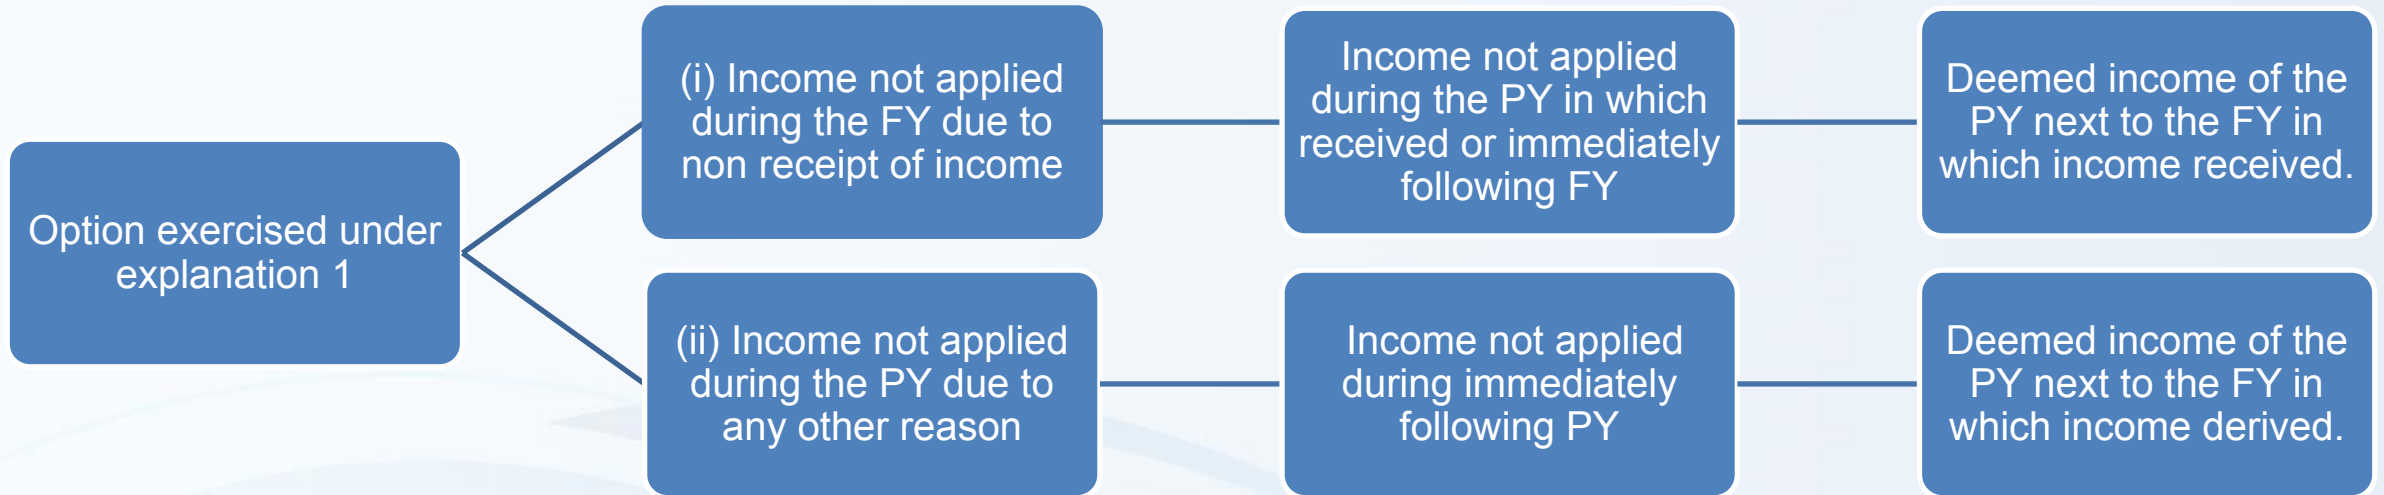 Option exercised under
explanation 1
(i) Income not applied
during the FY due to
non receipt of income
Income not applied
during the PY in which
received or immediately
following FY
Deemed income of the
PY next to the FY in
which income received.
(ii) Income not applied
during the PY due to
any other reason
Income not applied
during immediately
following PY
Deemed income of the
PY next to the FY in
which income derived.